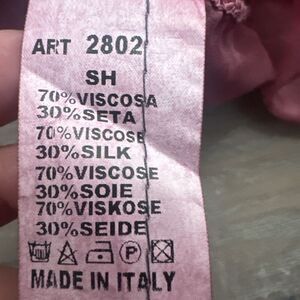 ART 2802
SH
70%VISCOSA
30%SETA
70%VISCOSE
30%SILK
70%VISCOSE
30%SOIE
70%VISKOSE
30%SEIDE
P
MADE IN ITALY